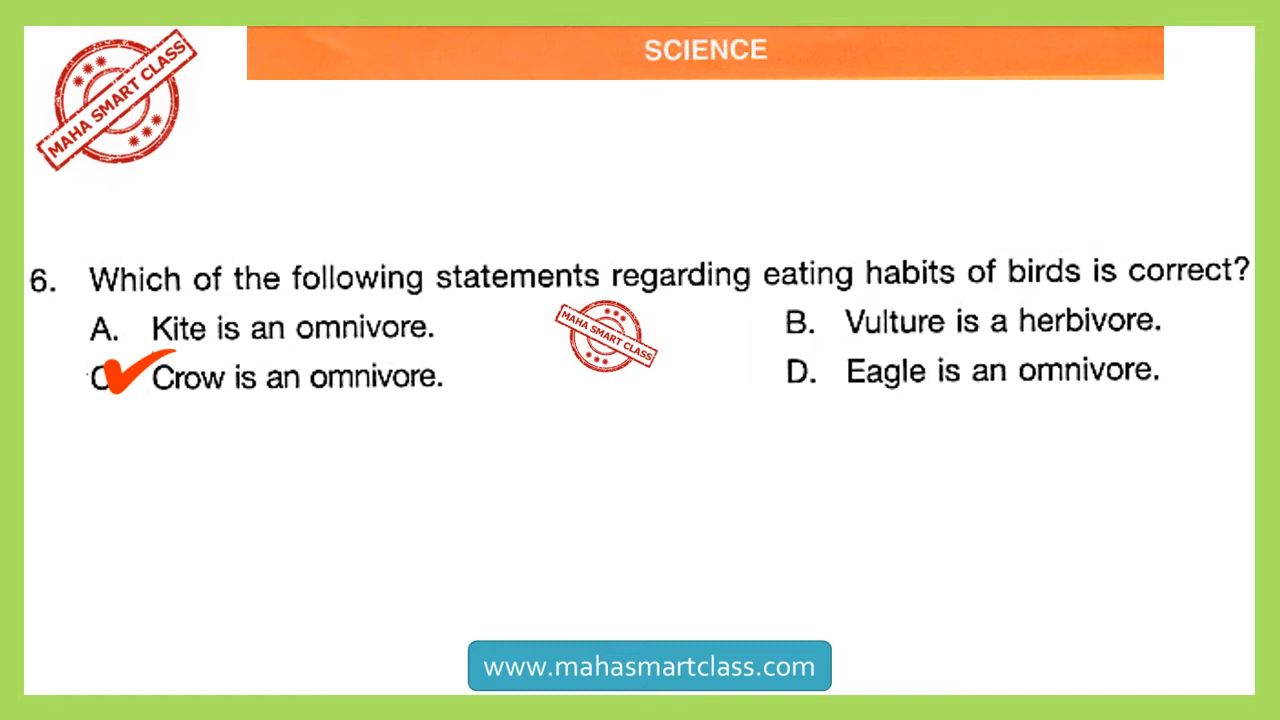 MAHA SMART CLASS
SCIENCE
6. Which of the following statements regarding eating habits of birds is correct?
A. Kite is an omnivore.
MAHA SMART CLASS
B. Vulture is a herbivore.
C Crow is an omnivore.
D. Eagle is an omnivore.
www.mahasmartclass.com